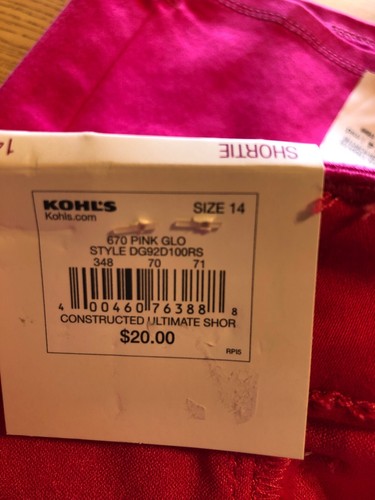 SHORTIE
KOHL'S SIZE 14
Kohls.com
670 PINK GLO
STYLE DG92D100RS
348 70 71
4 00460 76388 8
CONSTRUCTED ULTIMATE SHOR
$20.00
RPI5